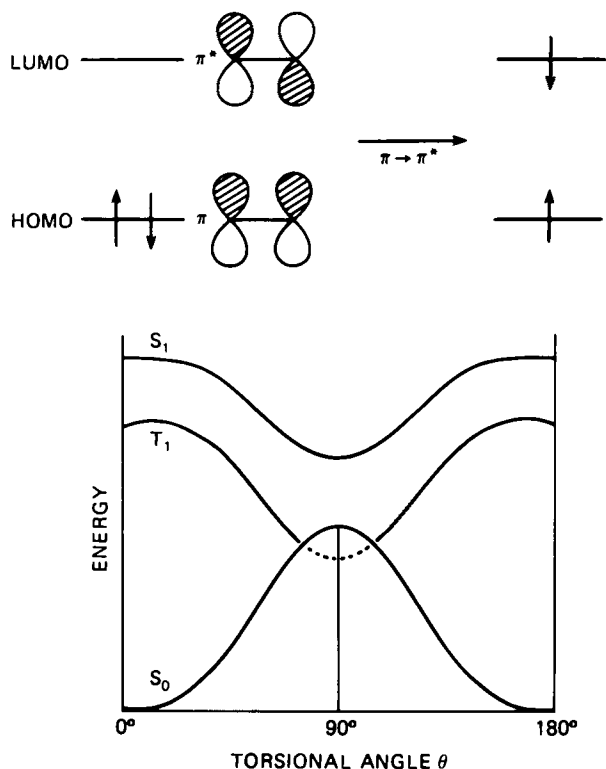 LUMO
π*
π → π*
HOMO
π
S₁
T₁
ENERGY
S₀
0° 90° 180°
TORSIONAL ANGLE θ